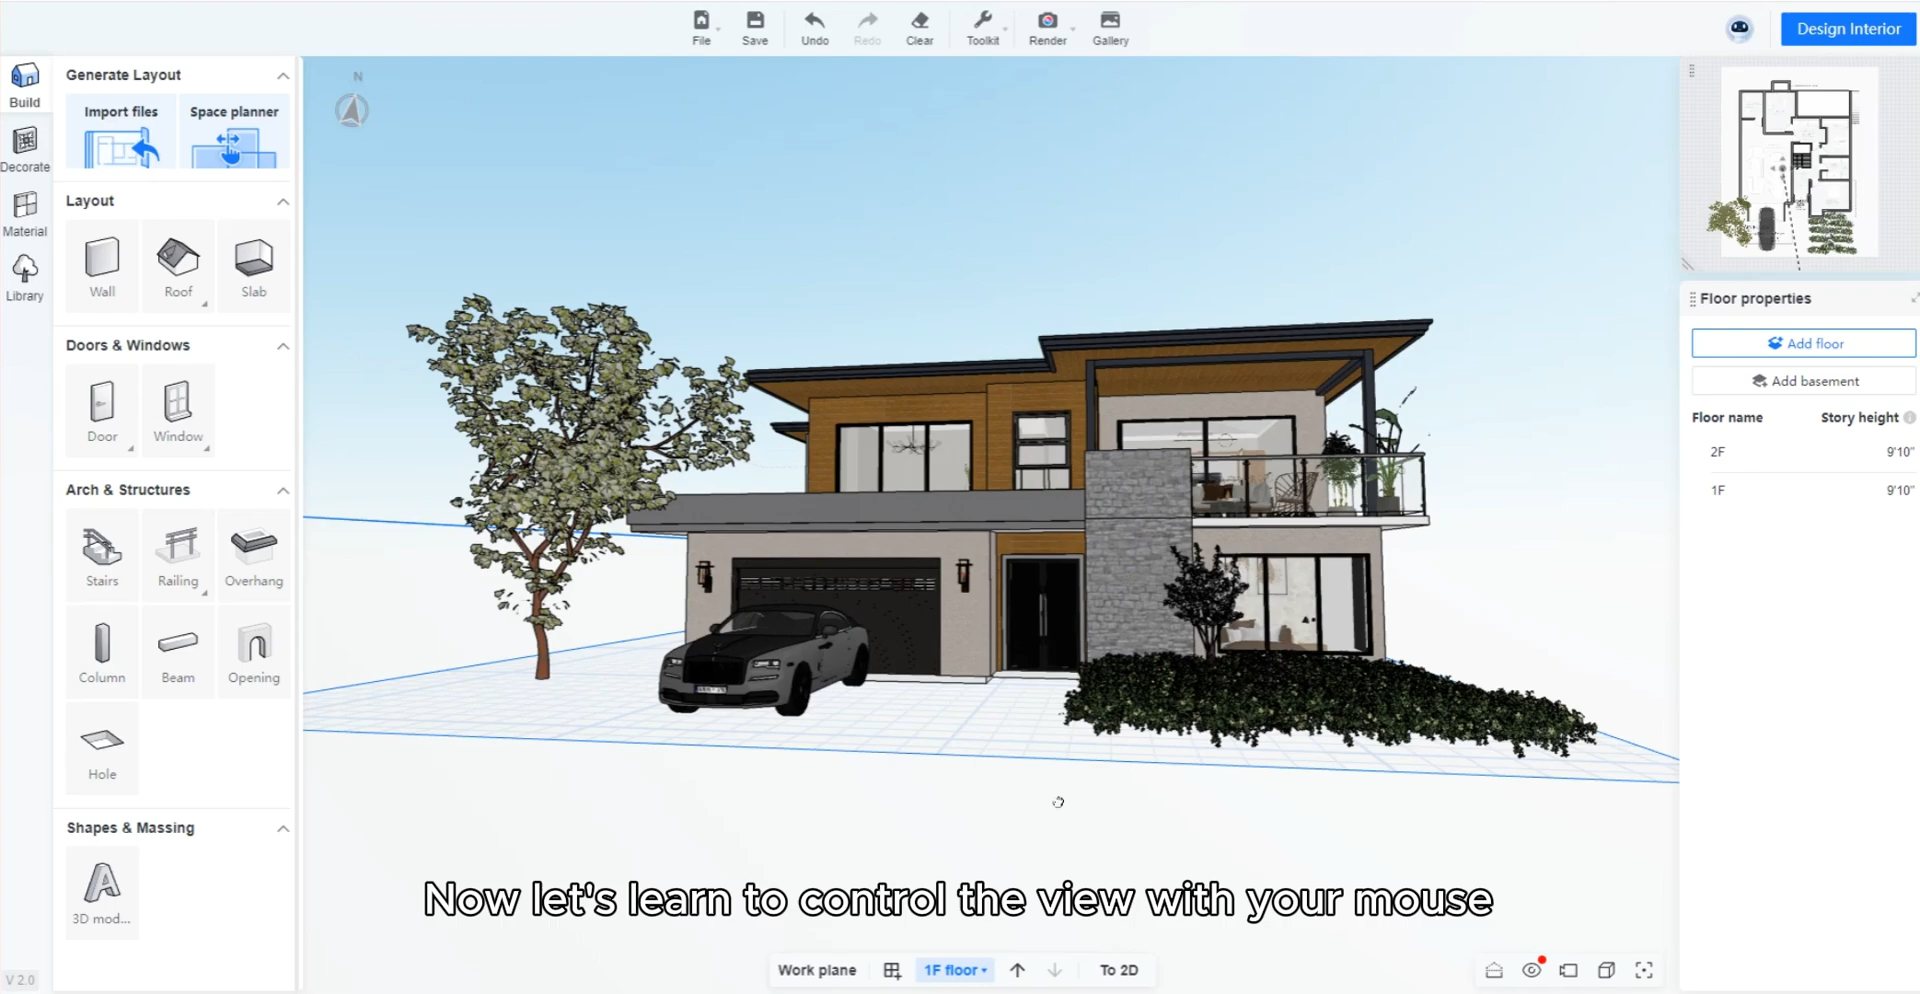 File
Save
Undo
Redo
Clear
Toolkit
Render
Gallery
Design Interior
Build
Decorate
Material
Library
Generate Layout
Import files
Space planner
Layout
Wall
Roof
Slab
Doors & Windows
Door
Window
Arch & Structures
Stairs
Railing
Overhang
Column
Beam
Opening
Hole
Shapes & Massing
3D mod...
V 2.0
N
Now let's learn to control the view with your mouse
Work plane
1F floor
To 2D
Floor properties
Add floor
Add basement
Floor name Story height
2F 9'10"
1F 9'10"